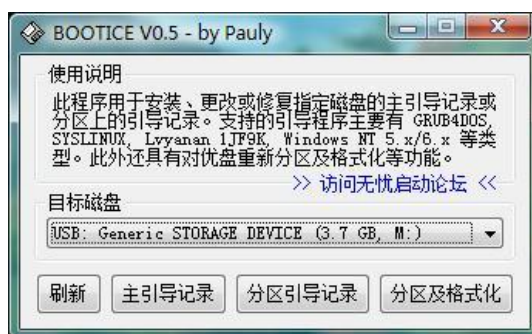 BOOTICE V0.5 - by Pauly
使用说明
此程序用于安装、更改或修复指定磁盘的主引导记录或
分区上的引导记录。支持的引导程序主要有 GRUB4DOS,
SYSLINUX, Lvyanan 1JF9K, Windows NT 5.x/6.x 等类
型。此外还具有对优盘重新分区及格式化等功能。
>> 访问无忧启动论坛 <<
目标磁盘
USB: Generic STORAGE DEVICE (3.7 GB, M:)
刷新 主引导记录 分区引导记录 分区及格式化